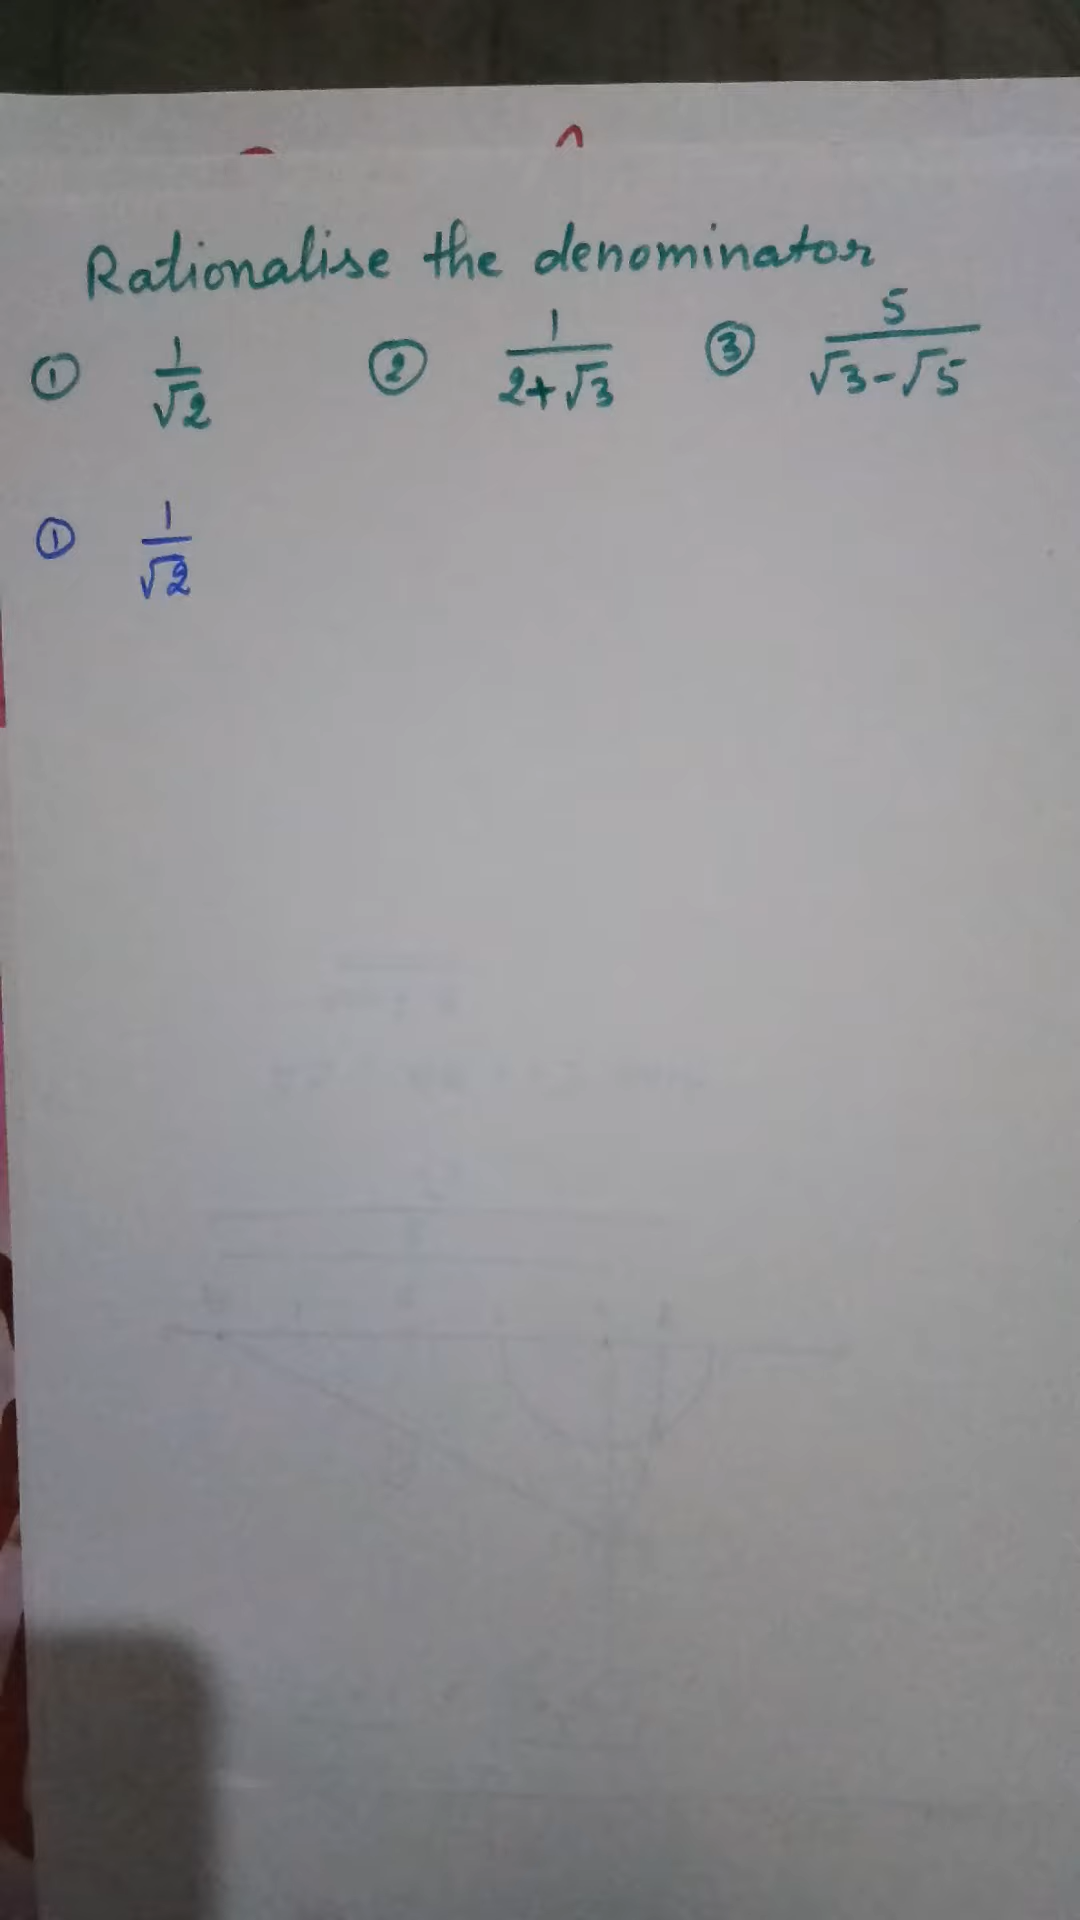 Rationalise the denominator
① 1/√2 ② 1/2+√3 ③ 5/√3-√5
① 1/√2